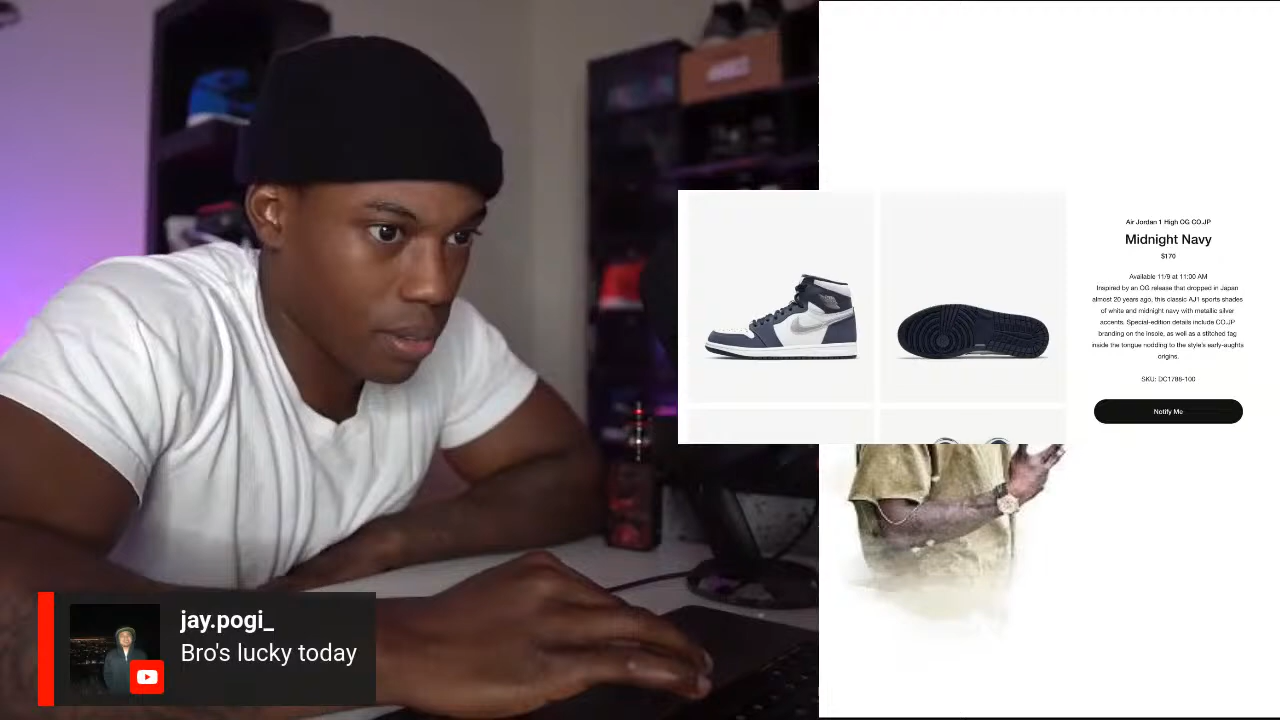 Air Jordan 1 High OG CO.JP
Midnight Navy
$170
Available 11/9 at 11:00 AM
Inspired by an OG release that dropped in Japan
almost 20 years ago, this classic AJ1 sports shades
of white and midnight navy with metallic silver
accents. Special-edition details include CO.JP
branding on the insole, as well as a stitched tag
inside the tongue nodding to the style's early-aughts
origins.
SKU: DC1788-100
Notify Me
jay.pogi_
Bro's lucky today